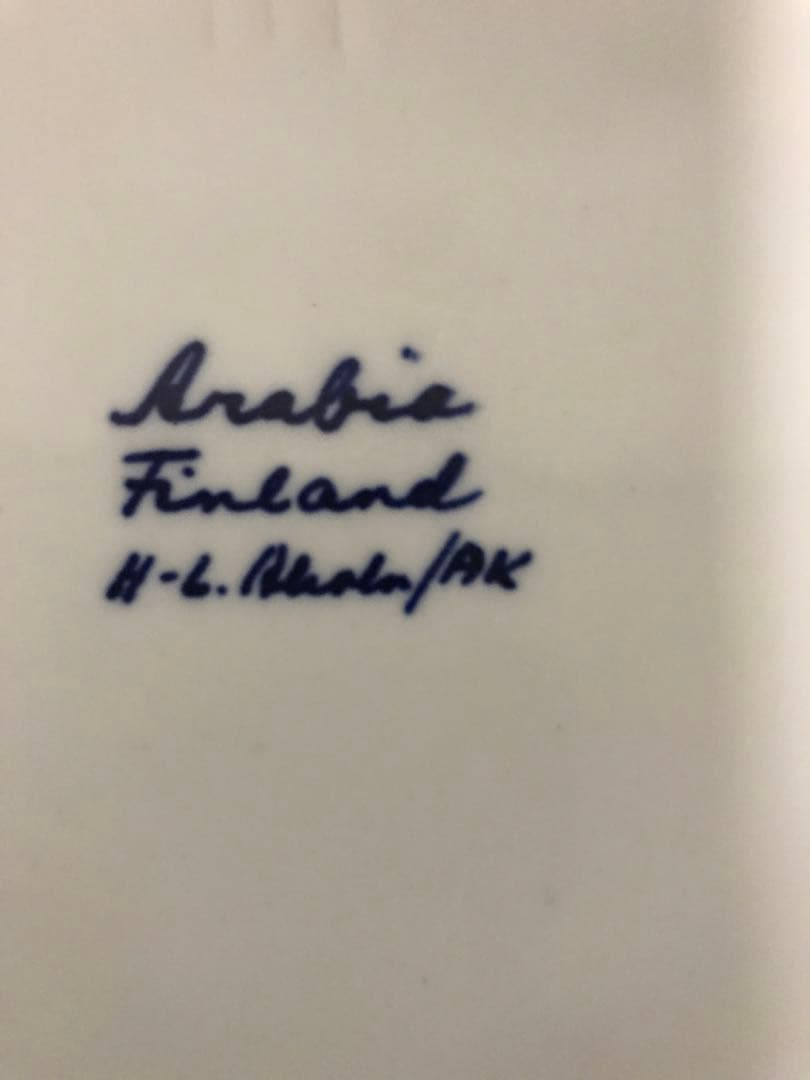 Arabia
Finland
H-L. Ahola/AK